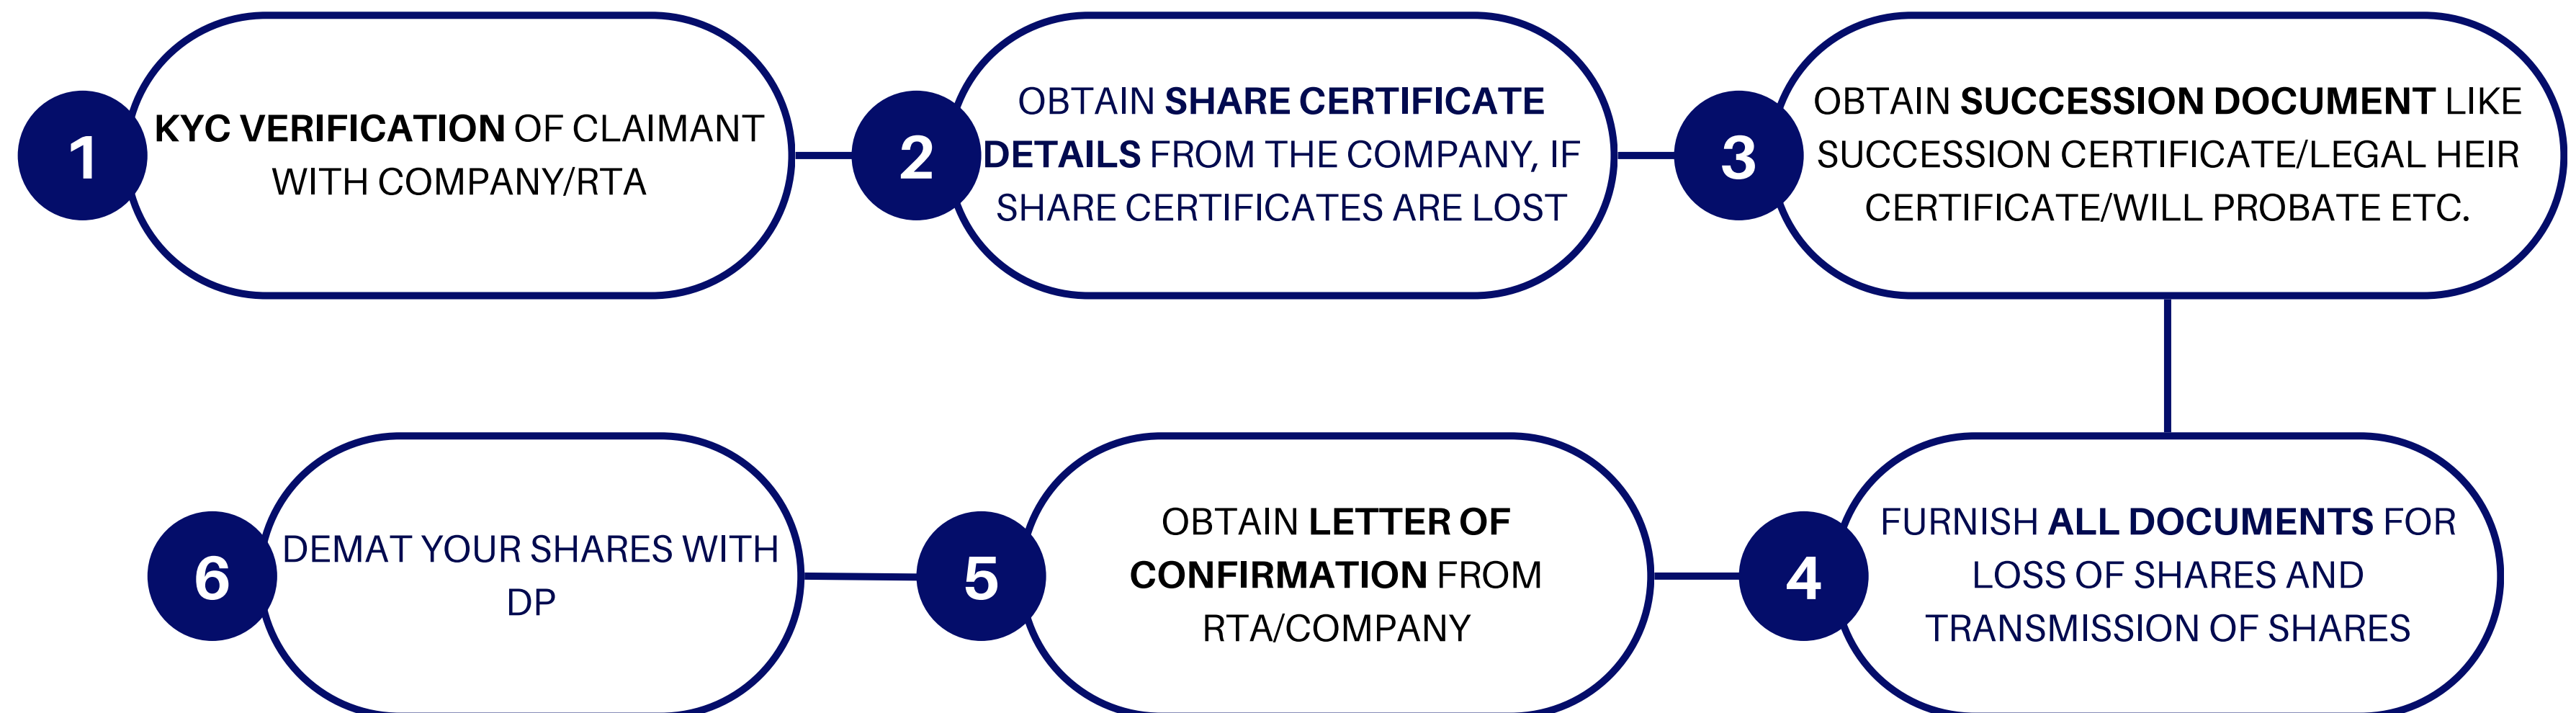 1
KYC VERIFICATION OF CLAIMANT
WITH COMPANY/RTA
2
OBTAIN SHARE CERTIFICATE
DETAILS FROM THE COMPANY, IF
SHARE CERTIFICATES ARE LOST
3
OBTAIN SUCCESSION DOCUMENT LIKE
SUCCESSION CERTIFICATE/LEGAL HEIR
CERTIFICATE/WILL PROBATE ETC.
4
FURNISH ALL DOCUMENTS FOR
LOSS OF SHARES AND
TRANSMISSION OF SHARES
5
OBTAIN LETTER OF
CONFIRMATION FROM
RTA/COMPANY
6
DEMAT YOUR SHARES WITH
DP